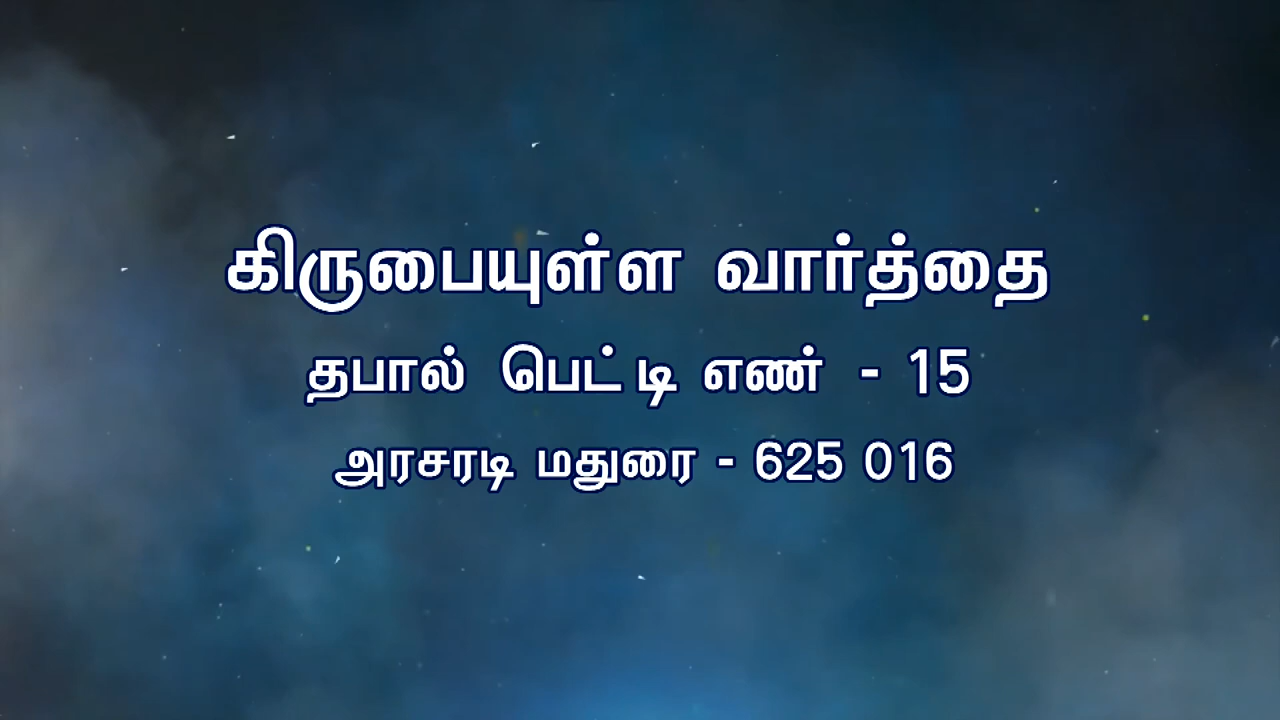 கிருபையுள்ள வார்த்தை
தபால் பெட்டி எண் - 15
அரசரடி மதுரை - 625 016